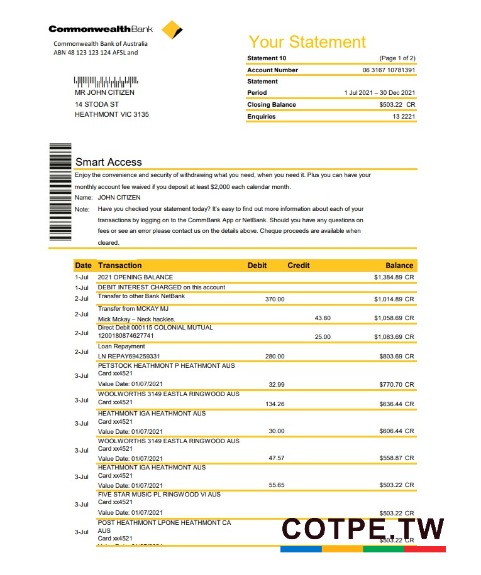 CommonwealthBank
Commonwealth Bank of Australia
ABN 48 123 123 124 AFSL and
Your Statement
Statement 10 (Page 1 of 2)
Account Number 06 3167 10781391
Statement
Period 1 Jul 2021 – 30 Dec 2021
Closing Balance $503.22 CR
Enquiries 13 2221
MR JOHN CITIZEN
14 STODA ST
HEATHMONT VIC 3135
Smart Access
Enjoy the convenience and security of withdrawing what you need, when you need it. Plus you can have your
monthly account fee waived if you deposit at least $2,000 each calendar month.
Name: JOHN CITIZEN
Note: Have you checked your statement today? It's easy to find out more information about each of your
transactions by logging on to the CommBank App or NetBank. Should you have any questions on
fees or see an error please contact us on the details above. Cheque proceeds are available when
cleared.
Date Transaction Debit Credit Balance
1-Jul 2021 OPENING BALANCE $1,384.89 CR
1-Jul DEBIT INTEREST CHARGED on this account
2-Jul Transfer to other Bank NetBank 370.00 $1,014.89 CR
2-Jul Transfer from MCKAY MJ
Mick Mckay – Neck hackles 43.80 $1,058.69 CR
2-Jul Direct Debit 000115 COLONIAL MUTUAL
1200180874627741 25.00 $1,083.69 CR
2-Jul Loan Repayment
LN REPAY694259331 280.00 $803.69 CR
PETSTOCK HEATHMONT P HEATHMONT AUS
3-Jul Card xx4521
Value Date: 01/07/2021 32.99 $770.70 CR
WOOLWORTHS 3149 EASTLA RINGWOOD AUS
3-Jul Card xx4521
134.26 $636.44 CR
HEATHMONT IGA HEATHMONT AUS
3-Jul Card xx4521
Value Date: 01/07/2021 30.00 $606.44 CR
WOOLWORTHS 3149 EASTLA RINGWOOD AUS
3-Jul Card xx4521
Value Date: 01/07/2021 47.57 $558.87 CR
HEATHMONT IGA HEATHMONT AUS
3-Jul Card xx4521
Value Date: 01/07/2021 55.65 $503.22 CR
FIVE STAR MUSIC PL RINGWOOD VI AUS
3-Jul Card xx4521
Value Date: 01/07/2021 $503.22 CR
POST HEATHMONT LPONE HEATHMONT CA
3-Jul AUS
Card xx4521 $503.22 CR
COTPE.TW